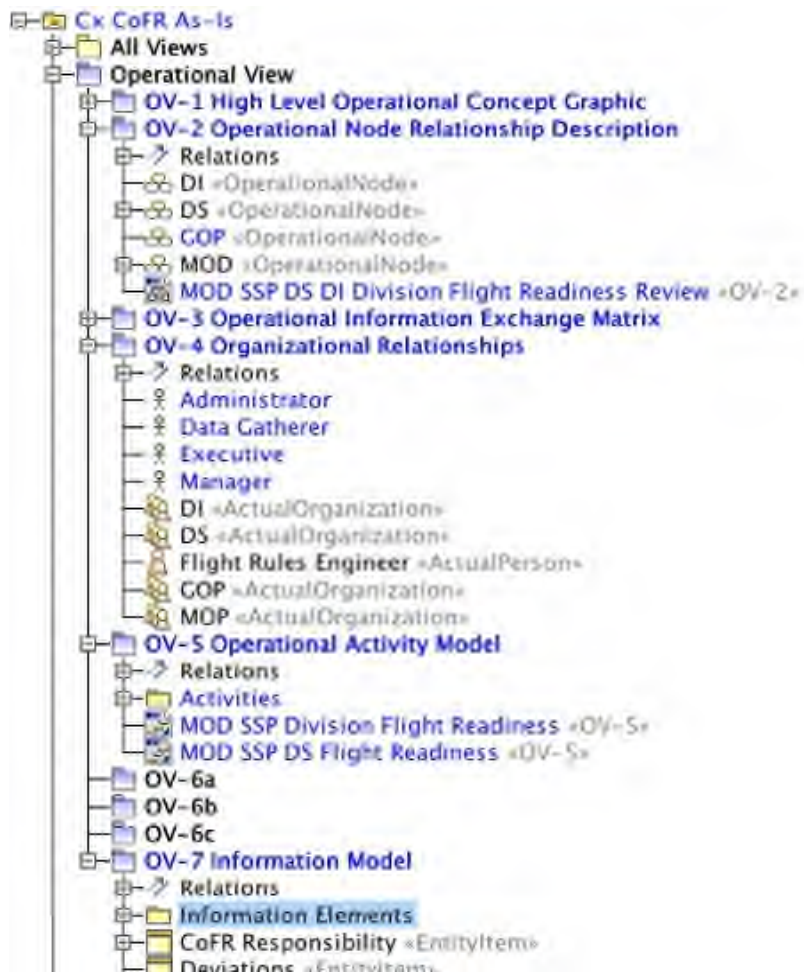 Cx CoFR As-Is
All Views
Operational View
OV-1 High Level Operational Concept Graphic
OV-2 Operational Node Relationship Description
Relations
DI «OperationalNode»
DS «OperationalNode»
GOP «OperationalNode»
MOD «OperationalNode»
MOD SSP DS DI Division Flight Readiness Review «OV-2»
OV-3 Operational Information Exchange Matrix
OV-4 Organizational Relationships
Relations
Administrator
Data Gatherer
Executive
Manager
DI «ActualOrganization»
DS «ActualOrganization»
Flight Rules Engineer «ActualPerson»
GOP «ActualOrganization»
MOP «ActualOrganization»
OV-5 Operational Activity Model
Relations
Activities
MOD SSP Division Flight Readiness «OV-5»
MOD SSP DS Flight Readiness «OV-5»
OV-6a
OV-6b
OV-6c
OV-7 Information Model
Relations
Information Elements
CoFR Responsibility «EntityItem»
Deviations «EntityItem»